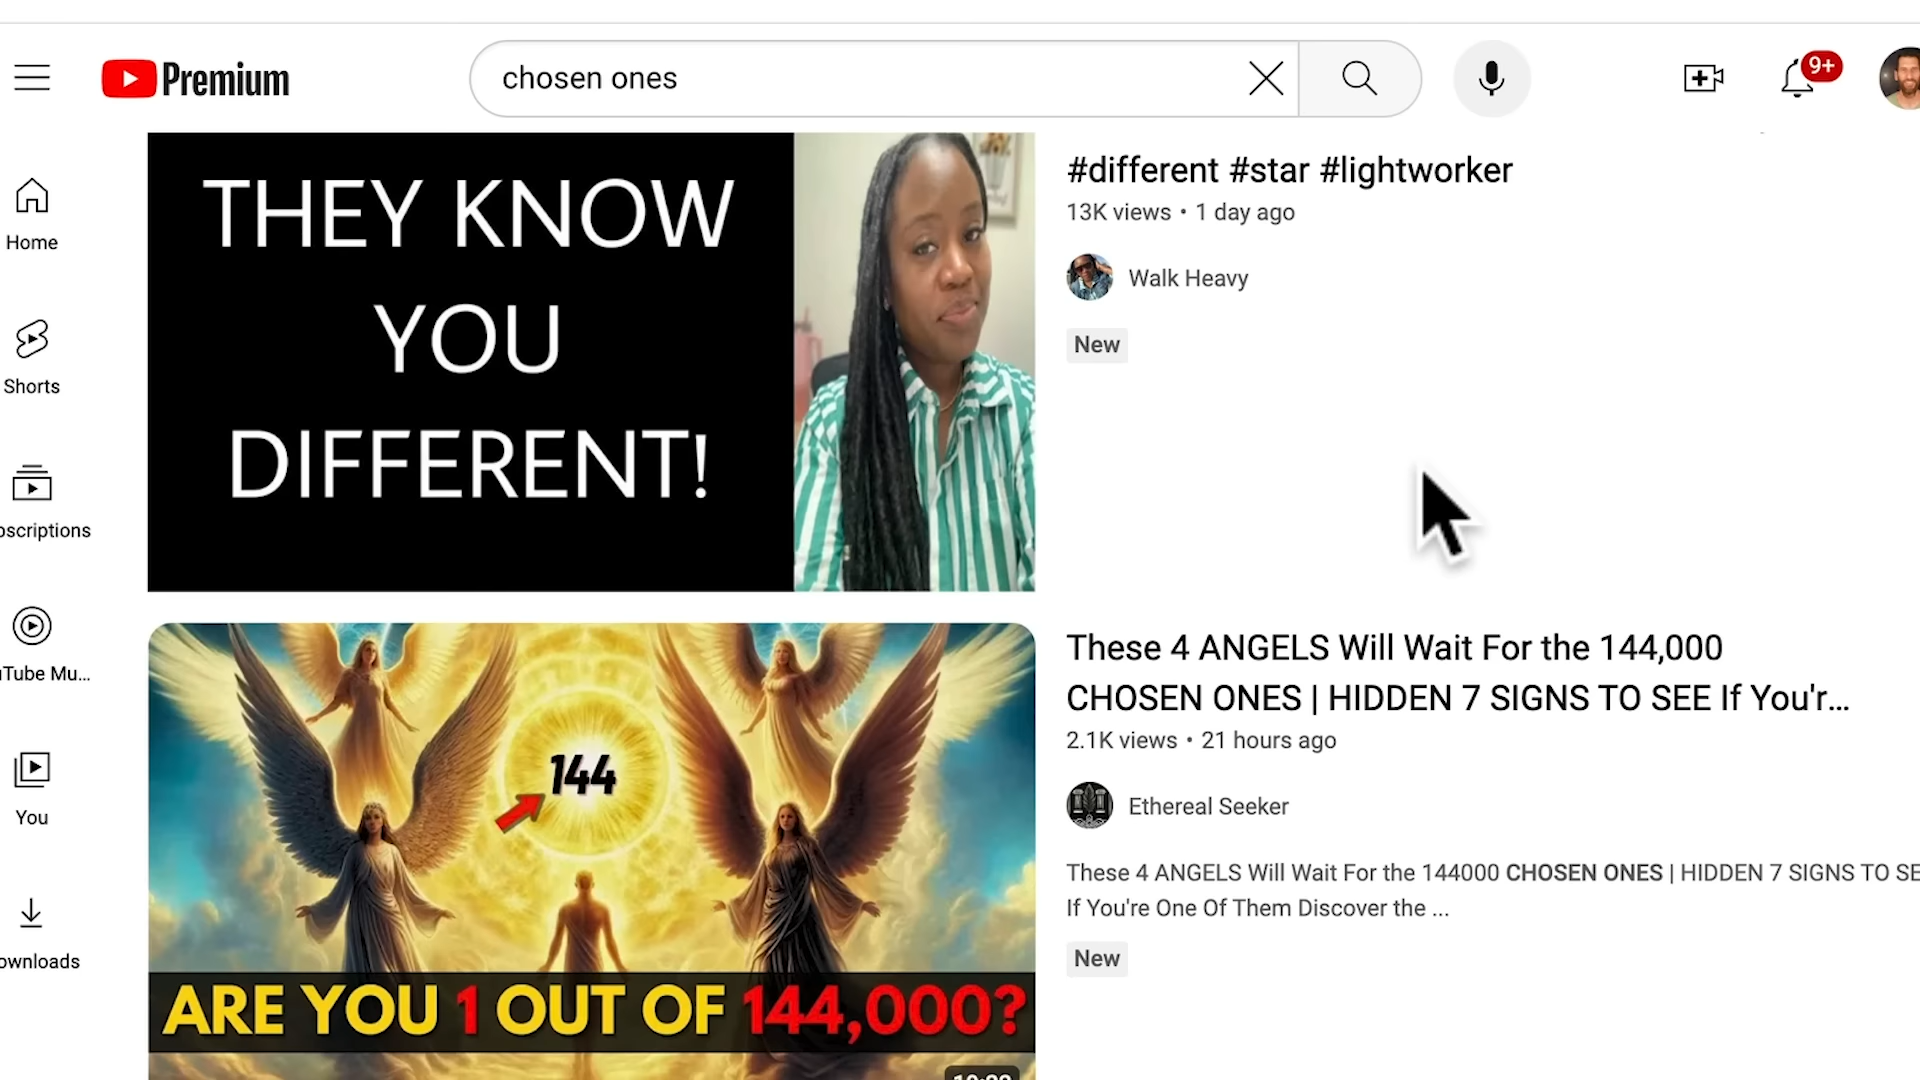 Premium
chosen ones
9+
THEY KNOW
YOU
DIFFERENT!
#different #star #lightworker
13K views • 1 day ago
Walk Heavy
New
Home
Shorts
bscriptions
Tube Mu...
You
ownloads
144
ARE YOU 1 OUT OF 144,000?
These 4 ANGELS Will Wait For the 144,000
CHOSEN ONES | HIDDEN 7 SIGNS TO SEE If You'r...
2.1K views • 21 hours ago
Ethereal Seeker
These 4 ANGELS Will Wait For the 144000 CHOSEN ONES | HIDDEN 7 SIGNS TO SE
If You're One Of Them Discover the ...
New